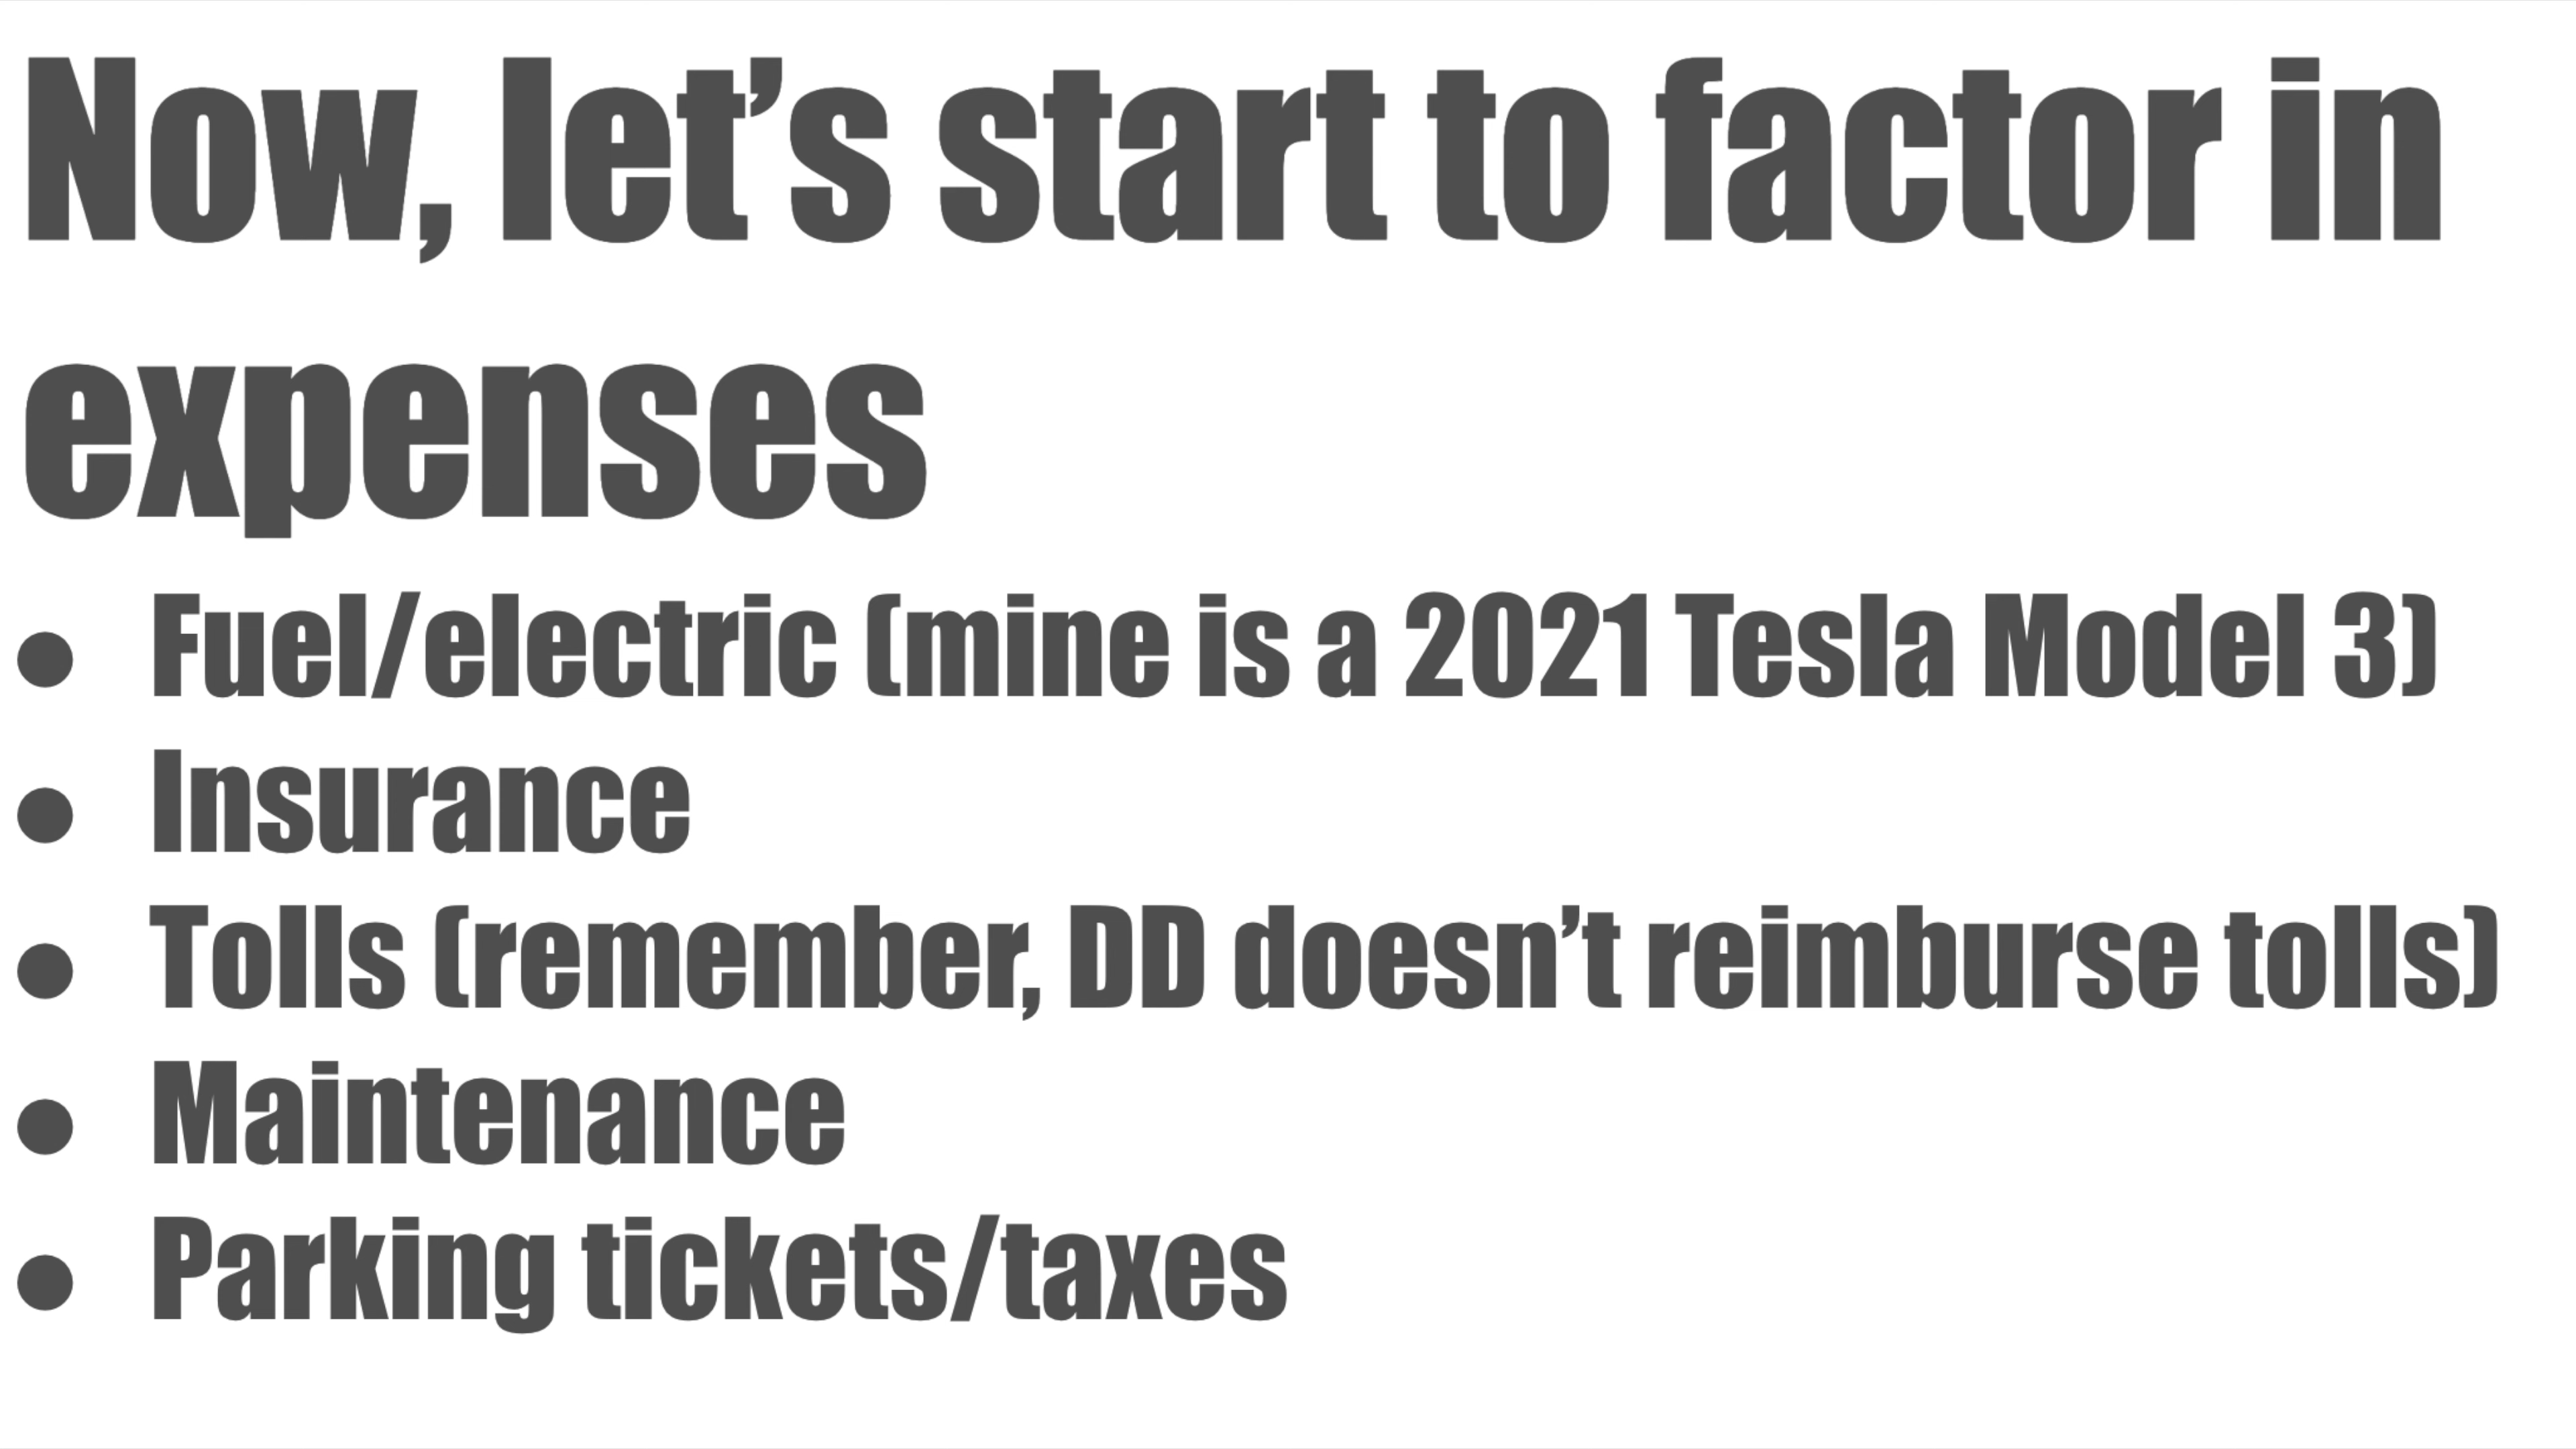 Now, let’s start to factor in
expenses
● Fuel/electric (mine is a 2021 Tesla Model 3)
● Insurance
● Tolls (remember, DD doesn’t reimburse tolls)
● Maintenance
● Parking tickets/taxes